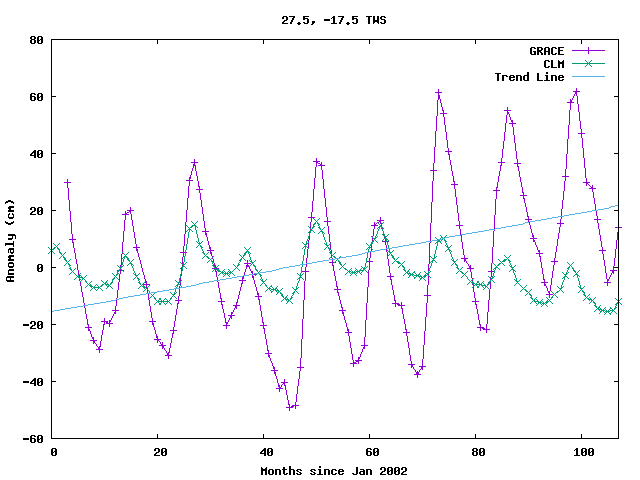 27.5, -17.5 TWS
GRACE
CLM
Trend Line
80
60
40
20
0
-20
-40
-60
Anomaly (cm)
0 20 40 60 80 100
Months since Jan 2002